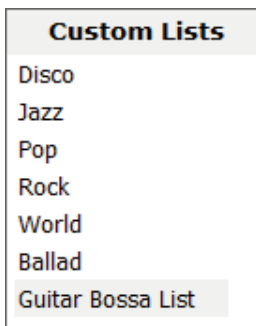 Custom Lists
Disco
Jazz
Pop
Rock
World
Ballad
Guitar Bossa List